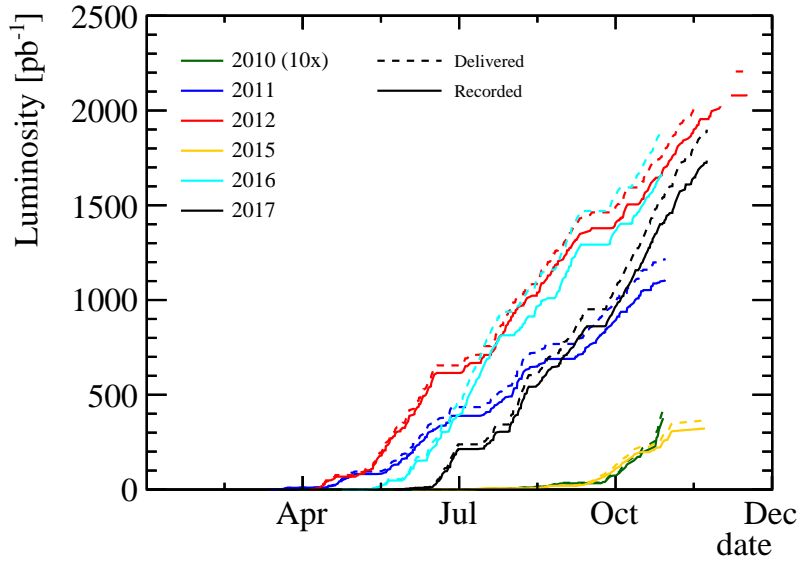 Luminosity [pb⁻¹]
2500
2000
1500
1000
500
0
2010 (10x)
2011
2012
2015
2016
2017
Delivered
Recorded
Apr
Jul
Oct
Dec
date